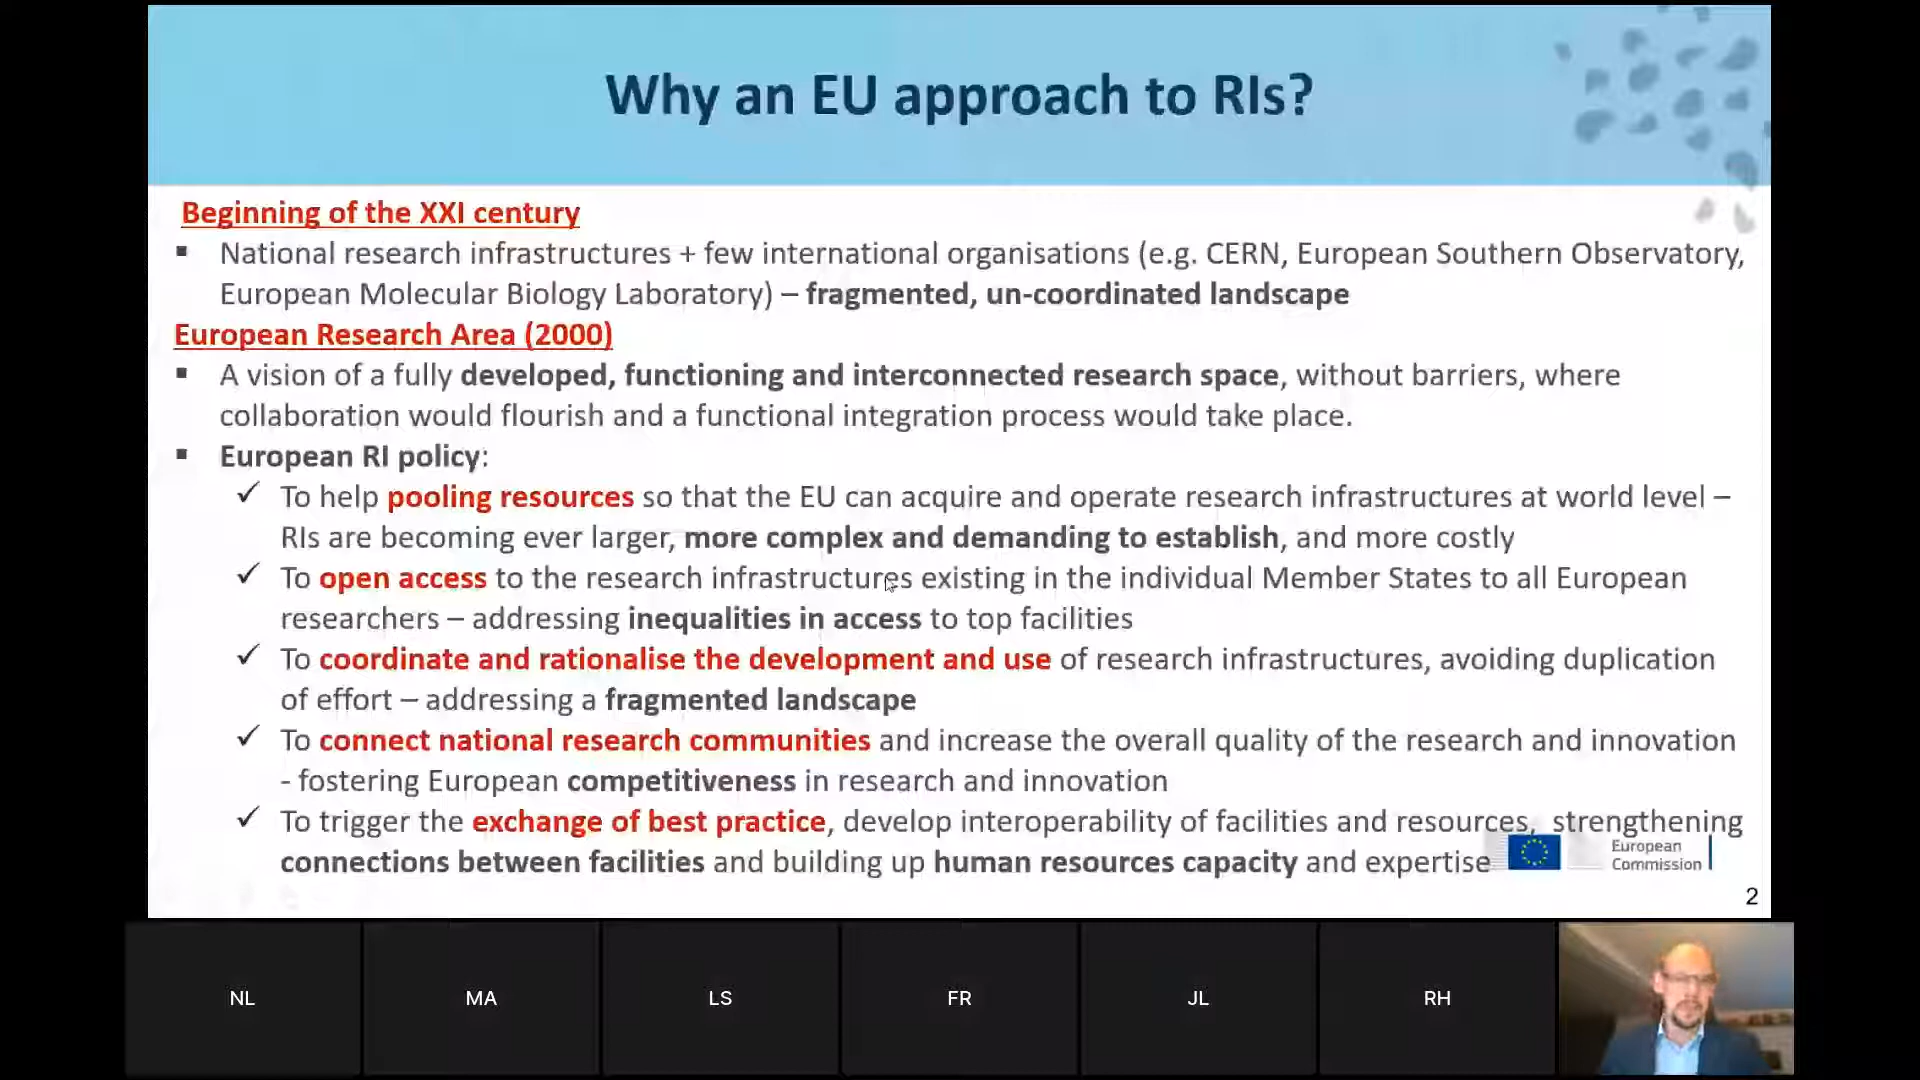 Why an EU approach to RIs?
Beginning of the XXI century
▪ National research infrastructures + few international organisations (e.g. CERN, European Southern Observatory,
European Molecular Biology Laboratory) – fragmented, un-coordinated landscape
European Research Area (2000)
▪ A vision of a fully developed, functioning and interconnected research space, without barriers, where
collaboration would flourish and a functional integration process would take place.
▪ European RI policy:
✓ To help pooling resources so that the EU can acquire and operate research infrastructures at world level –
RIs are becoming ever larger, more complex and demanding to establish, and more costly
✓ To open access to the research infrastructures existing in the individual Member States to all European
researchers – addressing inequalities in access to top facilities
✓ To coordinate and rationalise the development and use of research infrastructures, avoiding duplication
of effort – addressing a fragmented landscape
✓ To connect national research communities and increase the overall quality of the research and innovation
- fostering European competitiveness in research and innovation
✓ To trigger the exchange of best practice, develop interoperability of facilities and resources, strengthening
connections between facilities and building up human resources capacity and expertise
European
Commission
2
NL
MA
LS
FR
JL
RH